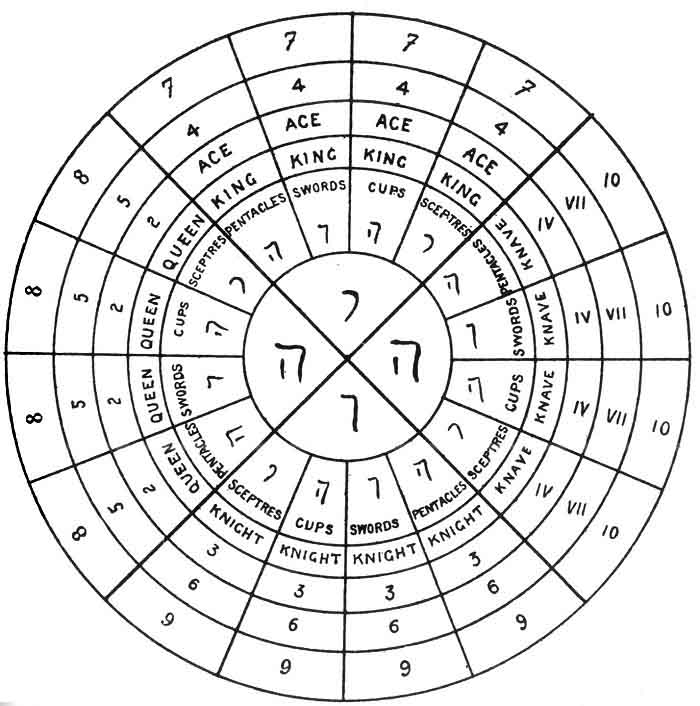 7 7 7 7
4 4 4 4
ACE ACE ACE ACE
KING KING KING KING
PENTACLES SWORDS CUPS SCEPTRES
ה ו ה י
8 8 8 8
5 5 5 5
2 2 2 2
QUEEN QUEEN QUEEN QUEEN
SCEPTRES CUPS SWORDS PENTACLES
י ה ו ה
י
ה
ה
ו
ה ו ה י
PENTACLES SWORDS CUPS SCEPTRES
KNAVE KNAVE KNAVE KNAVE
IV IV IV IV
VII VII VII VII
10 10 10 10
י ה ו ה
SCEPTRES CUPS SWORDS PENTACLES
KNIGHT KNIGHT KNIGHT KNIGHT
3 3 3 3
6 6 6 6
9 9 9 9